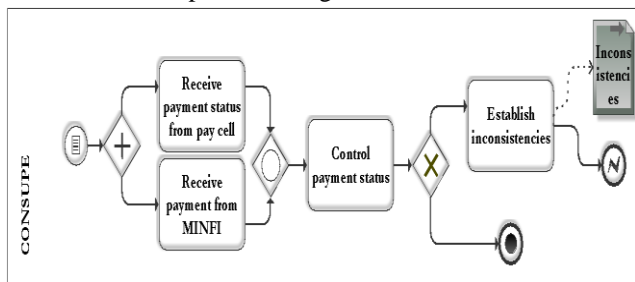 CONSUPE
Receive
payment status
from pay cell
Receive
payment from
MINFI
Control
payment status
Establish
inconsistencies
Incons
istenci
es